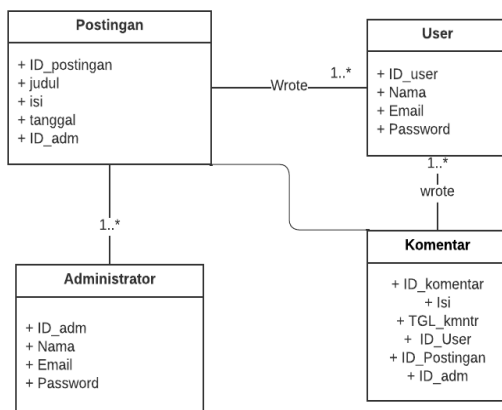 Postingan
+ ID_postingan
+ judul
+ isi
+ tanggal
+ ID_adm
Wrote
1..*
User
+ ID_user
+ Nama
+ Email
+ Password
1..*
wrote
1..*
Administrator
+ ID_adm
+ Nama
+ Email
+ Password
Komentar
+ ID_komentar
+ Isi
+ TGL_kmntr
+ ID_User
+ ID_Postingan
+ ID_adm